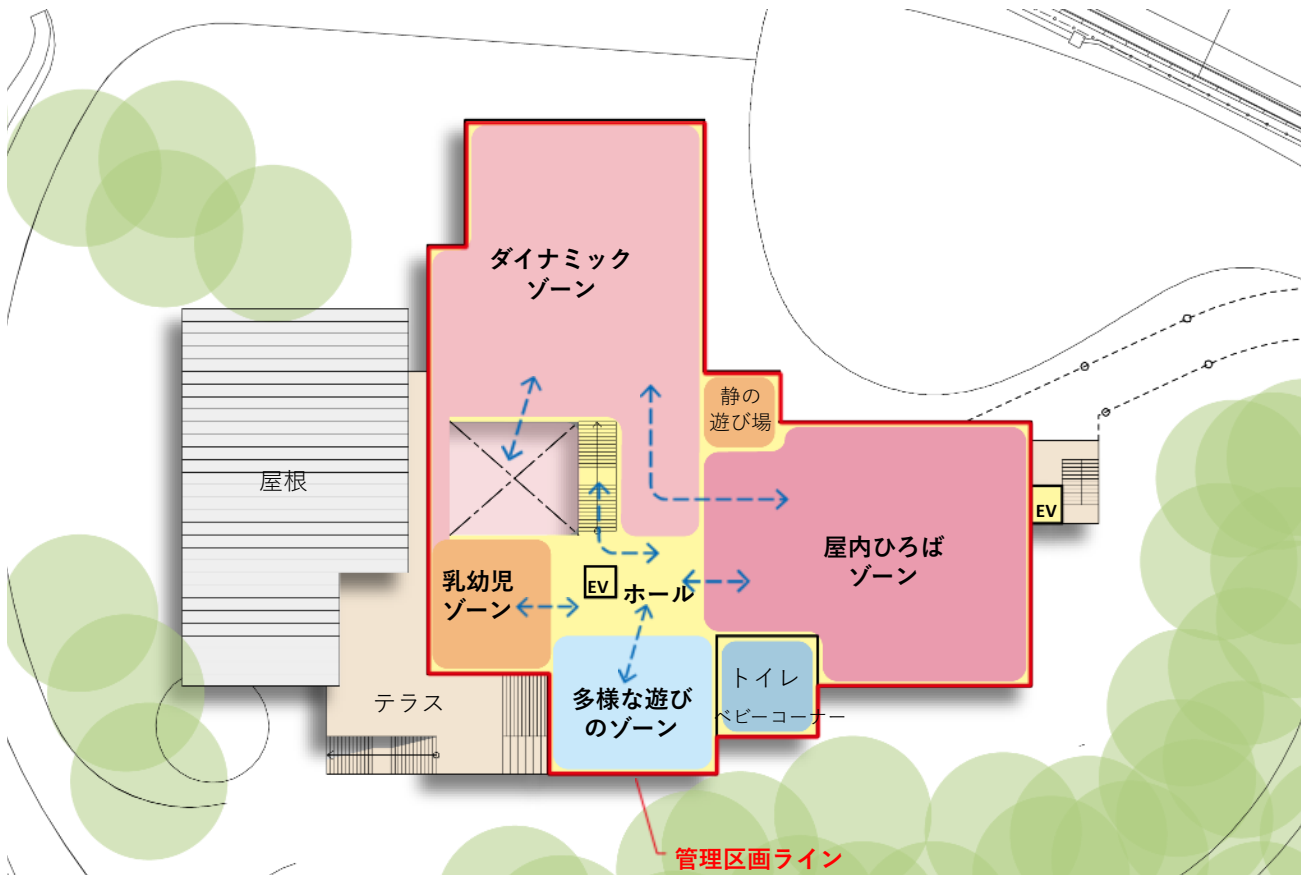 ダイナミック
ゾーン
静の
遊び場
屋根
EV
屋内ひろば
ゾーン
乳幼児
ゾーン
EV
ホール
トイレ
ベビーコーナー
多様な遊び
のゾーン
テラス
管理区画ライン